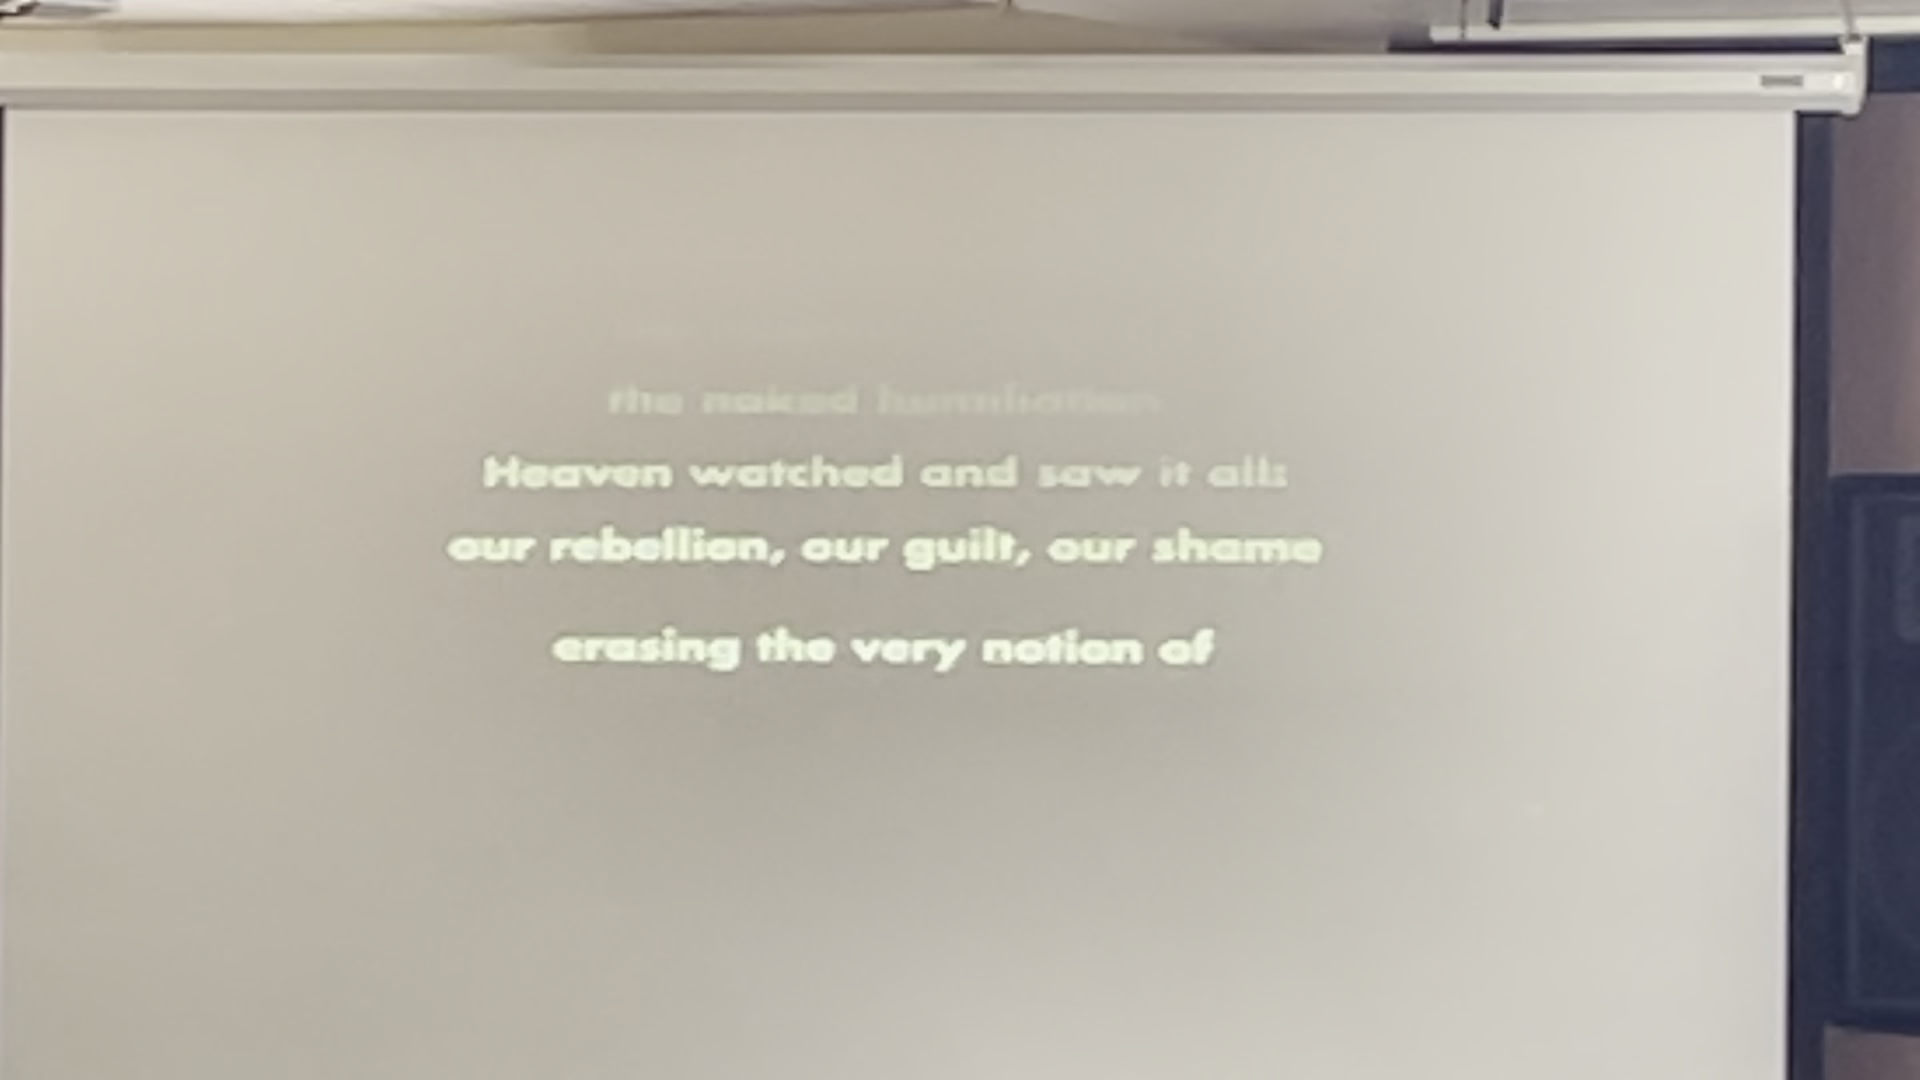 the naked humiliation
Heaven watched and saw it all:
our rebellion, our guilt, our shame
erasing the very notion of